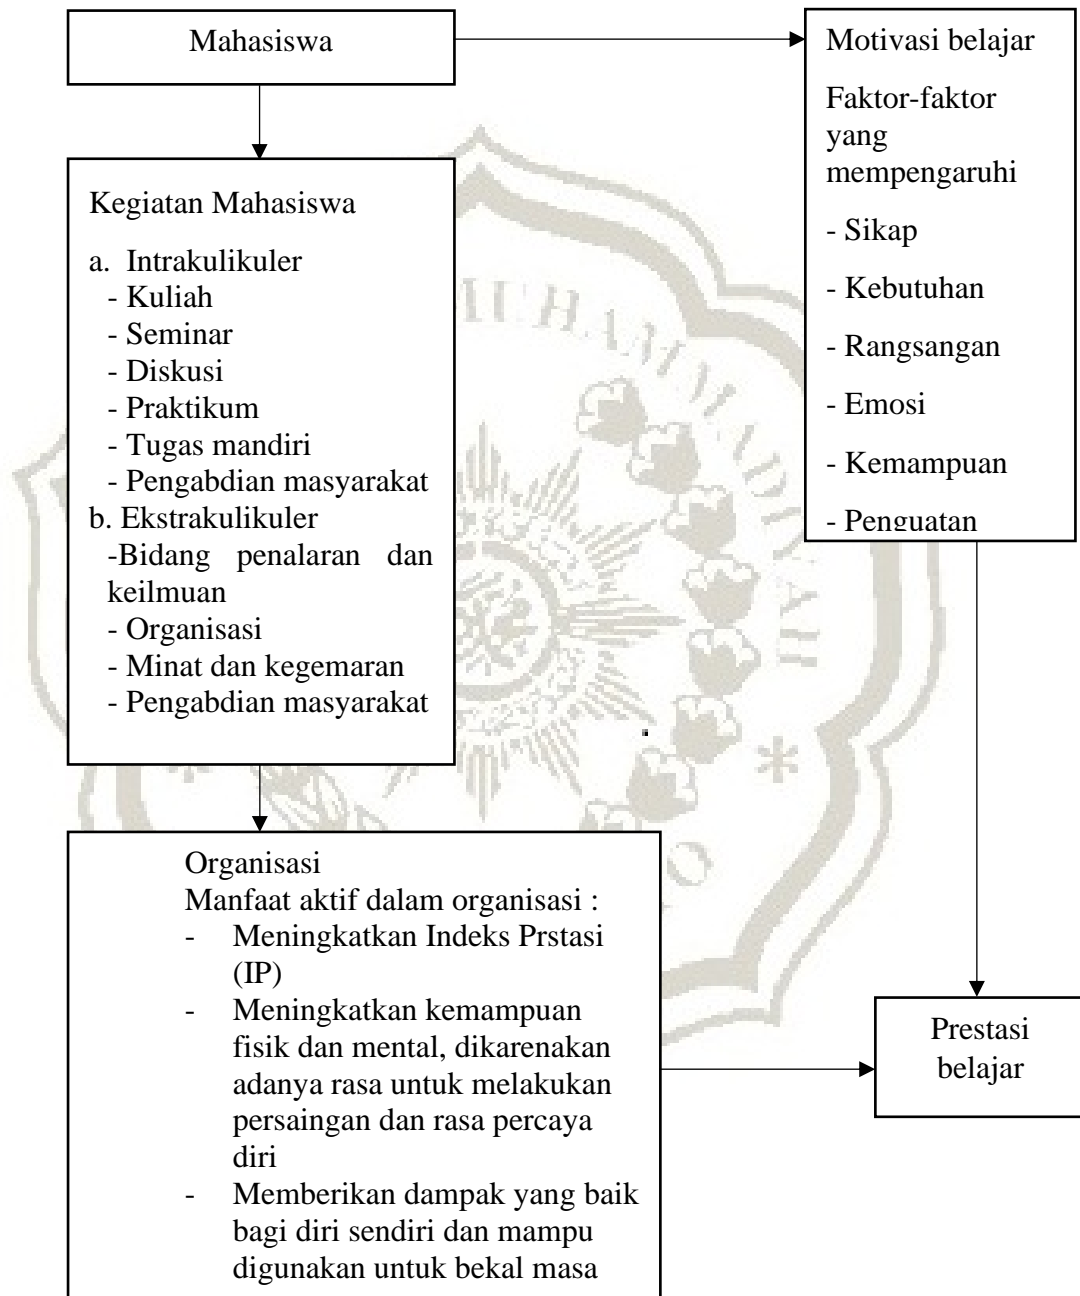 Mahasiswa
Motivasi belajar
Faktor-faktor
yang
mempengaruhi
- Sikap
- Kebutuhan
- Rangsangan
- Emosi
- Kemampuan
- Penguatan
Kegiatan Mahasiswa
a. Intrakulikuler
- Kuliah
- Seminar
- Diskusi
- Praktikum
- Tugas mandiri
- Pengabdian masyarakat
b. Ekstrakulikuler
-Bidang penalaran dan
keilmuan
- Organisasi
- Minat dan kegemaran
- Pengabdian masyarakat
Organisasi
Manfaat aktif dalam organisasi :
- Meningkatkan Indeks Prstasi
(IP)
- Meningkatkan kemampuan
fisik dan mental, dikarenakan
adanya rasa untuk melakukan
persaingan dan rasa percaya
diri
- Memberikan dampak yang baik
bagi diri sendiri dan mampu
digunakan untuk bekal masa
Prestasi
belajar